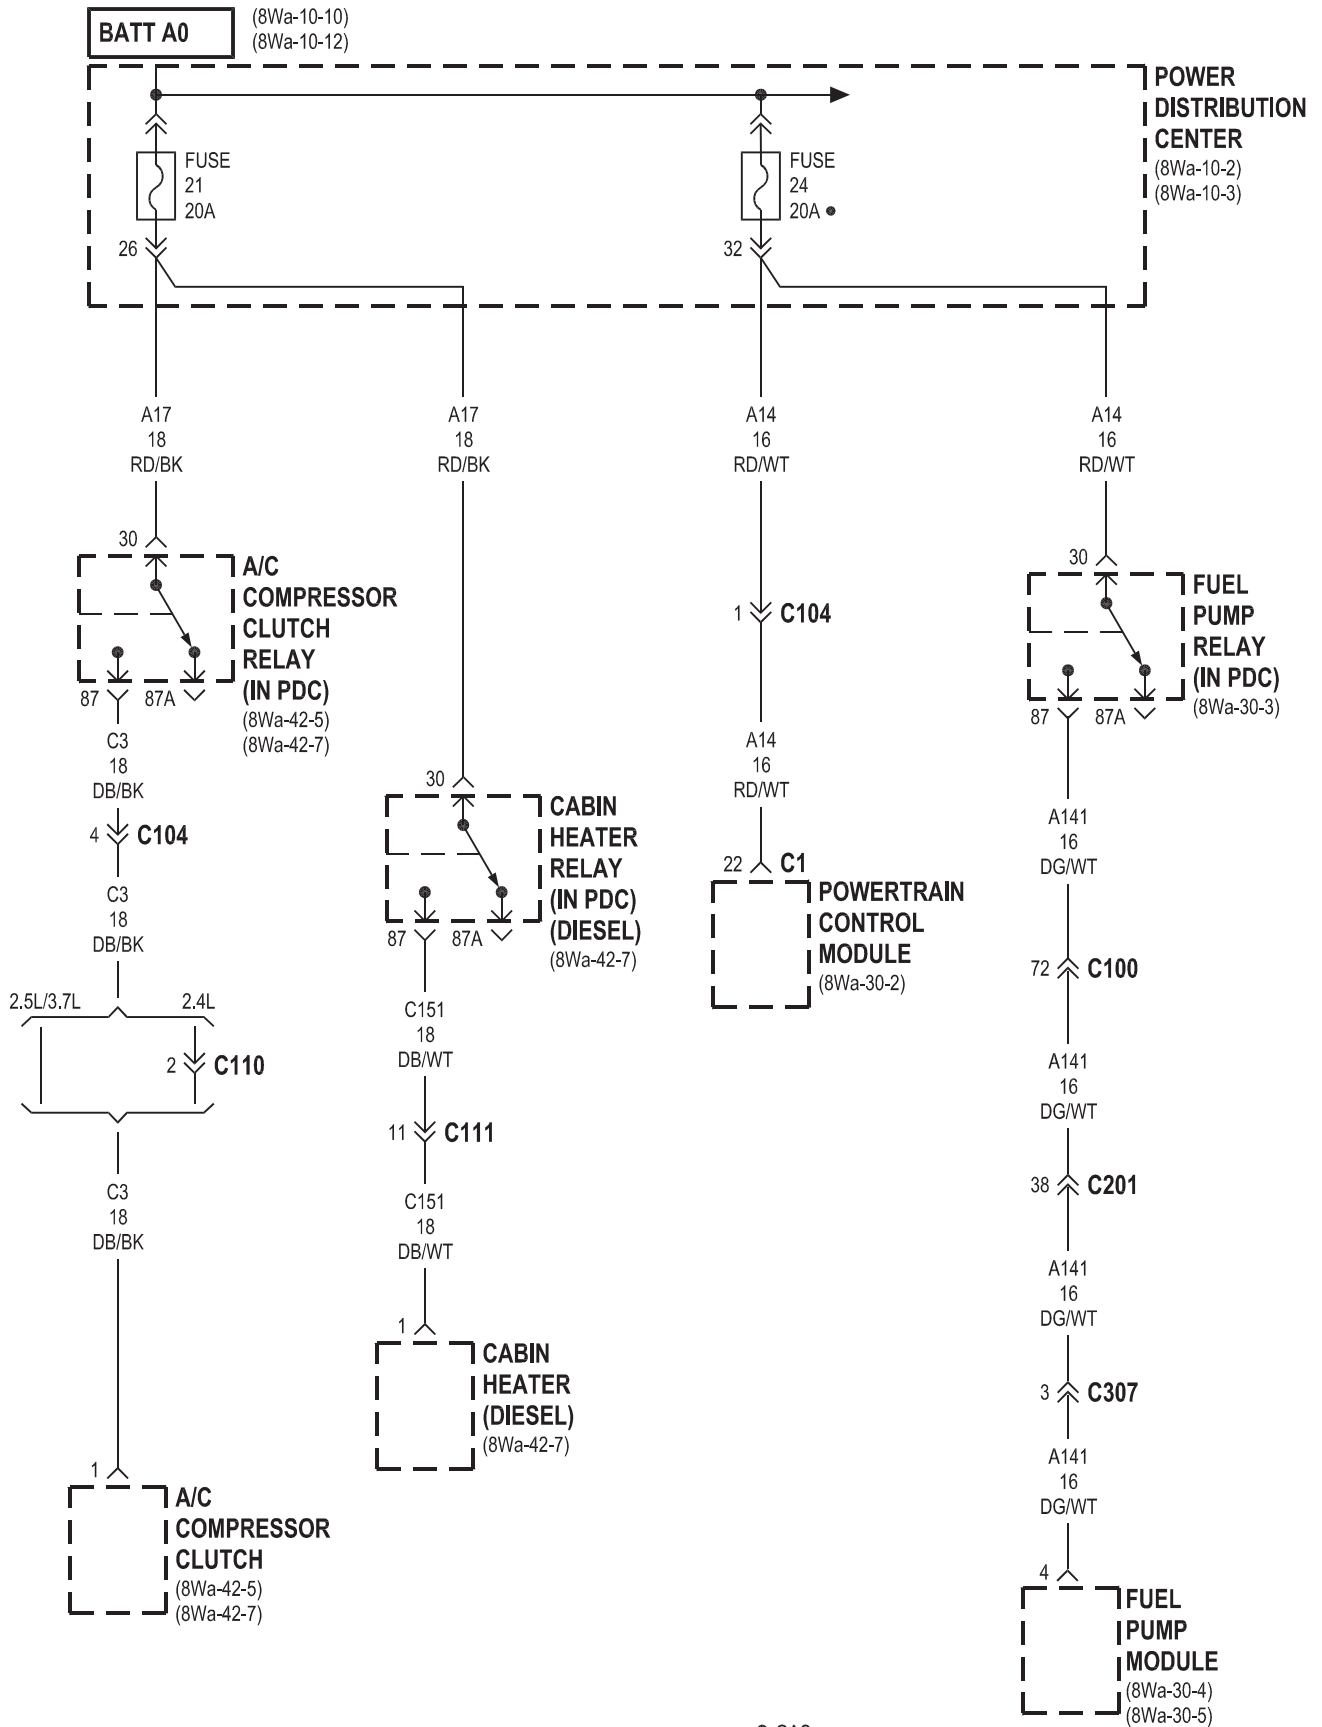 BATT A0
(8Wa-10-10)
(8Wa-10-12)
POWER
DISTRIBUTION
CENTER
(8Wa-10-2)
(8Wa-10-3)
FUSE
21
20A
26
FUSE
24
20A
32
A17
18
RD/BK
A17
18
RD/BK
A14
16
RD/WT
A14
16
RD/WT
30
A/C
COMPRESSOR
CLUTCH
RELAY
(IN PDC)
(8Wa-42-5)
(8Wa-42-7)
87
87A
C3
18
DB/BK
4
C104
C3
18
DB/BK
2.5L/3.7L
2.4L
2
C110
C3
18
DB/BK
1
A/C
COMPRESSOR
CLUTCH
(8Wa-42-5)
(8Wa-42-7)
30
CABIN
HEATER
RELAY
(IN PDC)
(DIESEL)
(8Wa-42-7)
87
87A
C151
18
DB/WT
11
C111
C151
18
DB/WT
1
CABIN
HEATER
(DIESEL)
(8Wa-42-7)
1
C104
A14
16
RD/WT
22
C1
POWERTRAIN
CONTROL
MODULE
(8Wa-30-2)
30
FUEL
PUMP
RELAY
(IN PDC)
(8Wa-30-3)
87
87A
A141
16
DG/WT
72
C100
A141
16
DG/WT
38
C201
A141
16
DG/WT
3
C307
A141
16
DG/WT
4
FUEL
PUMP
MODULE
(8Wa-30-4)
(8Wa-30-5)